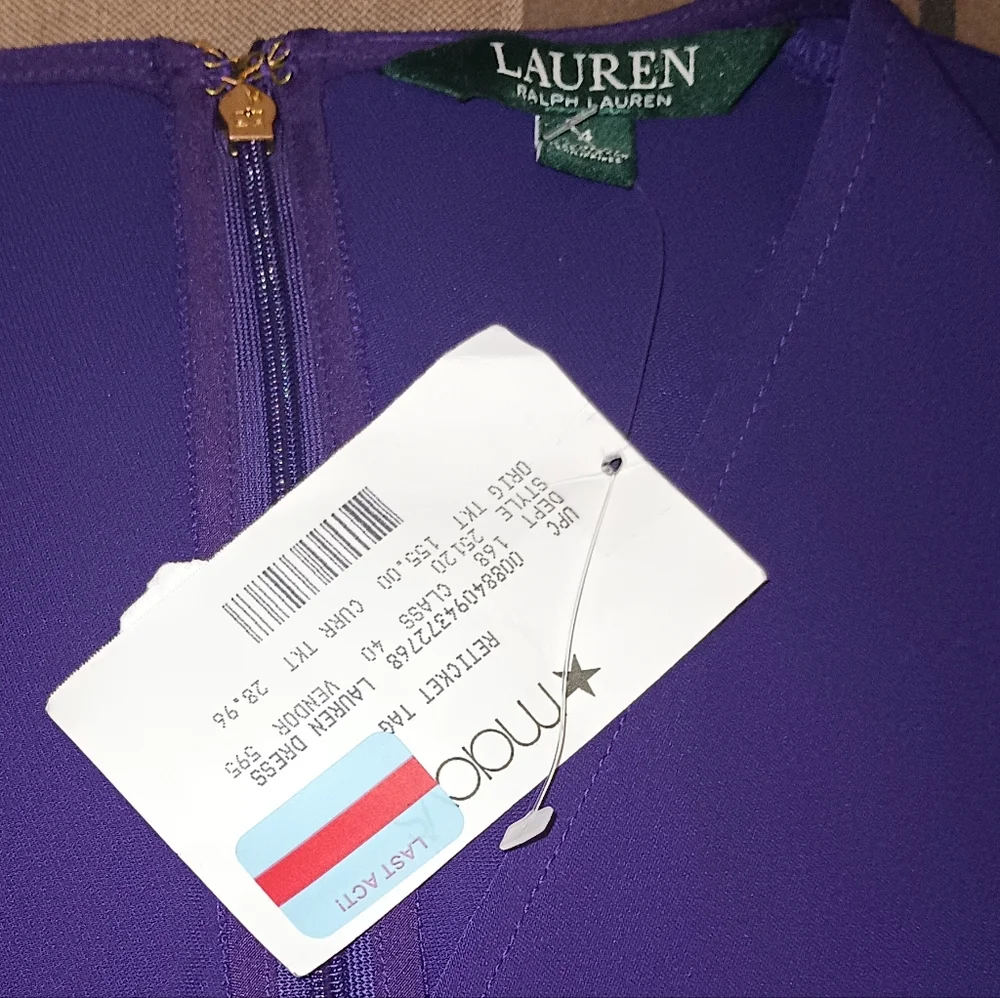 LAUREN
RALPH LAUREN
4
★macy
RETICKET TAG
UPC 00884094372768 LAUREN DRESS
DEPT 168 CLASS 40 VENDOR 595
STYLE 25120
ORIG TKT 155.00 CURR TKT 28.96
LAST ACT!